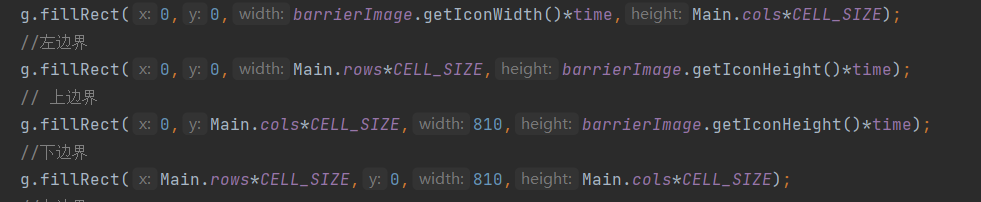 g.fillRect( x: 0, y: 0, width: barrierImage.getIconWidth()*time, height: Main.cols*CELL_SIZE);
//左边界
g.fillRect( x: 0, y: 0, width: Main.rows*CELL_SIZE, height: barrierImage.getIconHeight()*time);
// 上边界
g.fillRect( x: 0, y: Main.cols*CELL_SIZE, width: 810, height: barrierImage.getIconHeight()*time);
//下边界
g.fillRect( x: Main.rows*CELL_SIZE, y: 0, width: 810, height: Main.cols*CELL_SIZE);